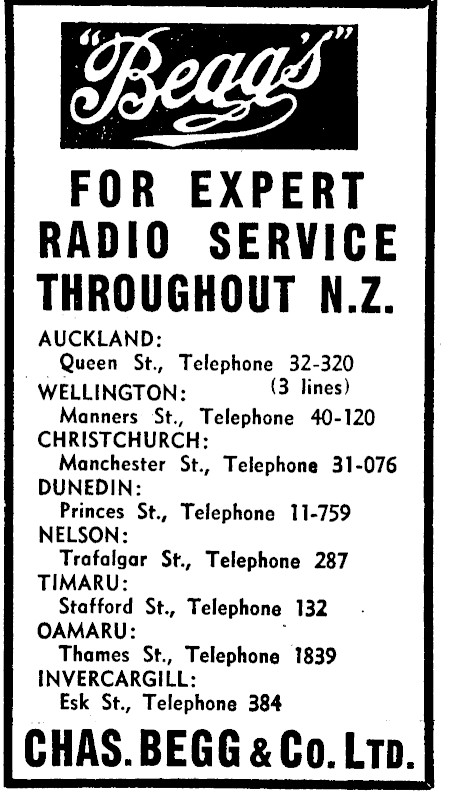 "Begg's"
FOR EXPERT
RADIO SERVICE
THROUGHOUT N.Z.
AUCKLAND:
Queen St., Telephone 32-320
(3 lines)
WELLINGTON:
Manners St., Telephone 40-120
CHRISTCHURCH:
Manchester St., Telephone 31-076
DUNEDIN:
Princes St., Telephone 11-759
NELSON:
Trafalgar St., Telephone 287
TIMARU:
Stafford St., Telephone 132
OAMARU:
Thames St., Telephone 1839
INVERCARGILL:
Esk St., Telephone 384
CHAS. BEGG & CO. LTD.